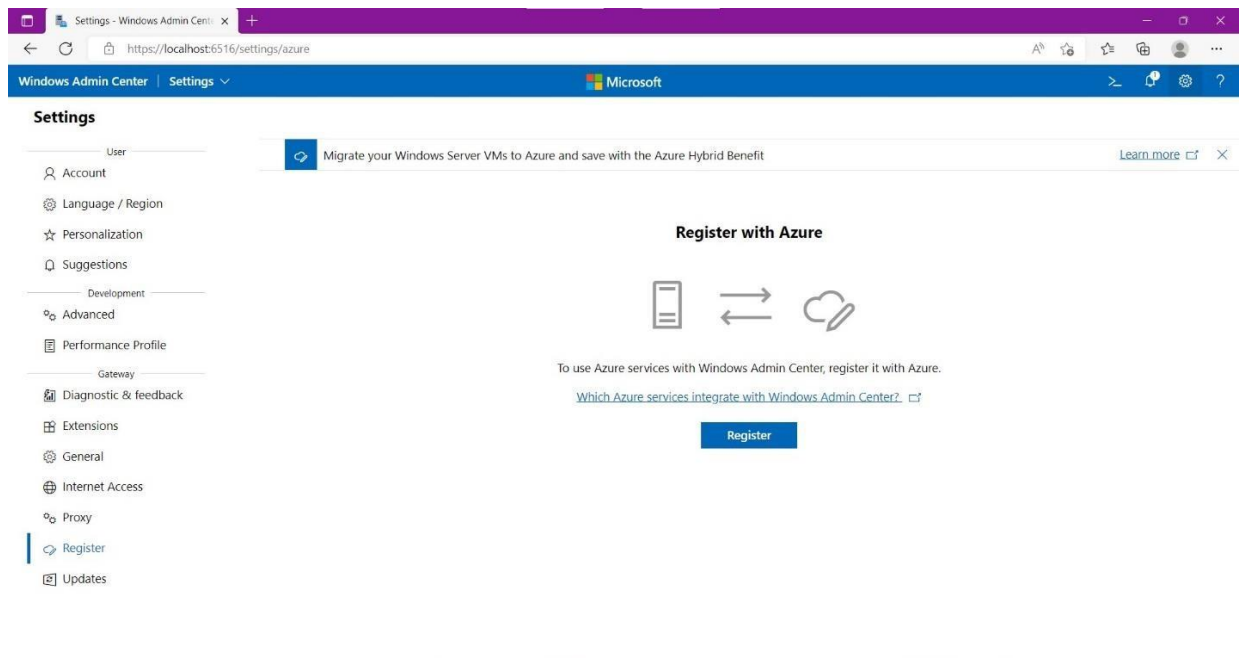 Settings - Windows Admin Cente
https://localhost:6516/settings/azure
Windows Admin Center | Settings
Microsoft
Settings
User
Account
Language / Region
Personalization
Suggestions
Development
Advanced
Performance Profile
Gateway
Diagnostic & feedback
Extensions
General
Internet Access
Proxy
Register
Updates
Migrate your Windows Server VMs to Azure and save with the Azure Hybrid Benefit
Learn more
Register with Azure
To use Azure services with Windows Admin Center, register it with Azure.
Which Azure services integrate with Windows Admin Center?
Register